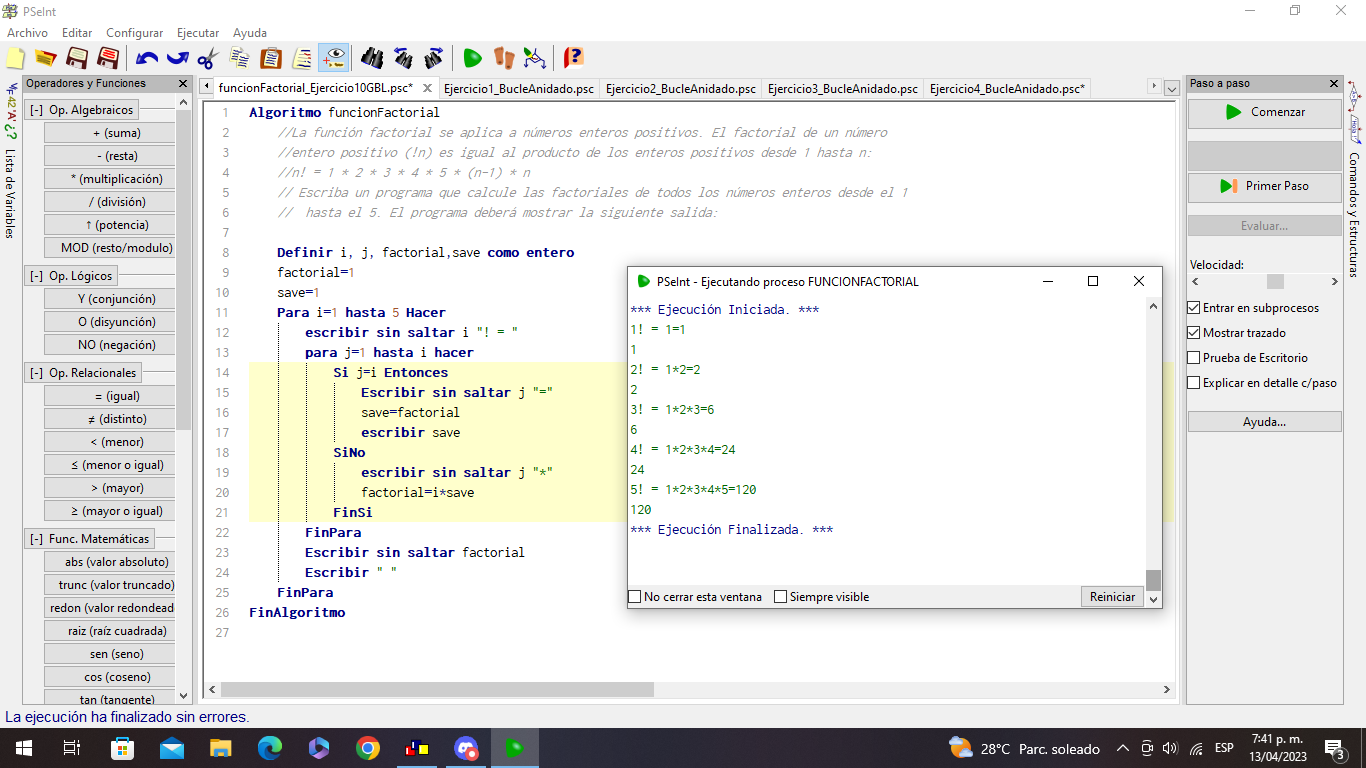 PSeInt
Archivo Editar Configurar Ejecutar Ayuda
Operadores y Funciones
funcionFactorial_Ejercicio10GBL.psc*
Ejercicio1_BucleAnidado.psc
Ejercicio2_BucleAnidado.psc
Ejercicio3_BucleAnidado.psc
Ejercicio4_BucleAnidado.psc*
Lista de Variables
[-] Op. Algebraicos
+ (suma)
- (resta)
* (multiplicación)
/ (división)
↑ (potencia)
MOD (resto/modulo)
[-] Op. Lógicos
Y (conjunción)
O (disyunción)
NO (negación)
[-] Op. Relacionales
= (igual)
≠ (distinto)
< (menor)
≤ (menor o igual)
> (mayor)
≥ (mayor o igual)
[-] Func. Matemáticas
abs (valor absoluto)
trunc (valor truncado)
redon (valor redondead
raiz (raíz cuadrada)
sen (seno)
cos (coseno)
tan (tangente)
1 Algoritmo funcionFactorial
2 //La función factorial se aplica a números enteros positivos. El factorial de un número
3 //entero positivo (!n) es igual al producto de los enteros positivos desde 1 hasta n:
4 //n! = 1 * 2 * 3 * 4 * 5 * (n-1) * n
5 // Escriba un programa que calcule las factoriales de todos los números enteros desde el 1
6 //  hasta el 5. El programa deberá mostrar la siguiente salida:
7
8 Definir i, j, factorial,save como entero
9 factorial=1
10 save=1
11 Para i=1 hasta 5 Hacer
12 escribir sin saltar i "! = "
13 para j=1 hasta i hacer
14 Si j=i Entonces
15 Escribir sin saltar j "="
16 save=factorial
17 escribir save
18 SiNo
19 escribir sin saltar j "*"
20 factorial=i*save
21 FinSi
22 FinPara
23 Escribir sin saltar factorial
24 Escribir " "
25 FinPara
26 FinAlgoritmo
27
PSeInt - Ejecutando proceso FUNCIONFACTORIAL
*** Ejecución Iniciada. ***
1! = 1=1
1
2! = 1*2=2
2
3! = 1*2*3=6
6
4! = 1*2*3*4=24
24
5! = 1*2*3*4*5=120
120
*** Ejecución Finalizada. ***
No cerrar esta ventana
Siempre visible
Reiniciar
Paso a paso
Comenzar
Primer Paso
Evaluar...
Velocidad:
Entrar en subprocesos
Mostrar trazado
Prueba de Escritorio
Explicar en detalle c/paso
Ayuda...
Comandos y Estructuras
La ejecución ha finalizado sin errores.
28°C Parc. soleado
ESP
7:41 p. m.
13/04/2023
3